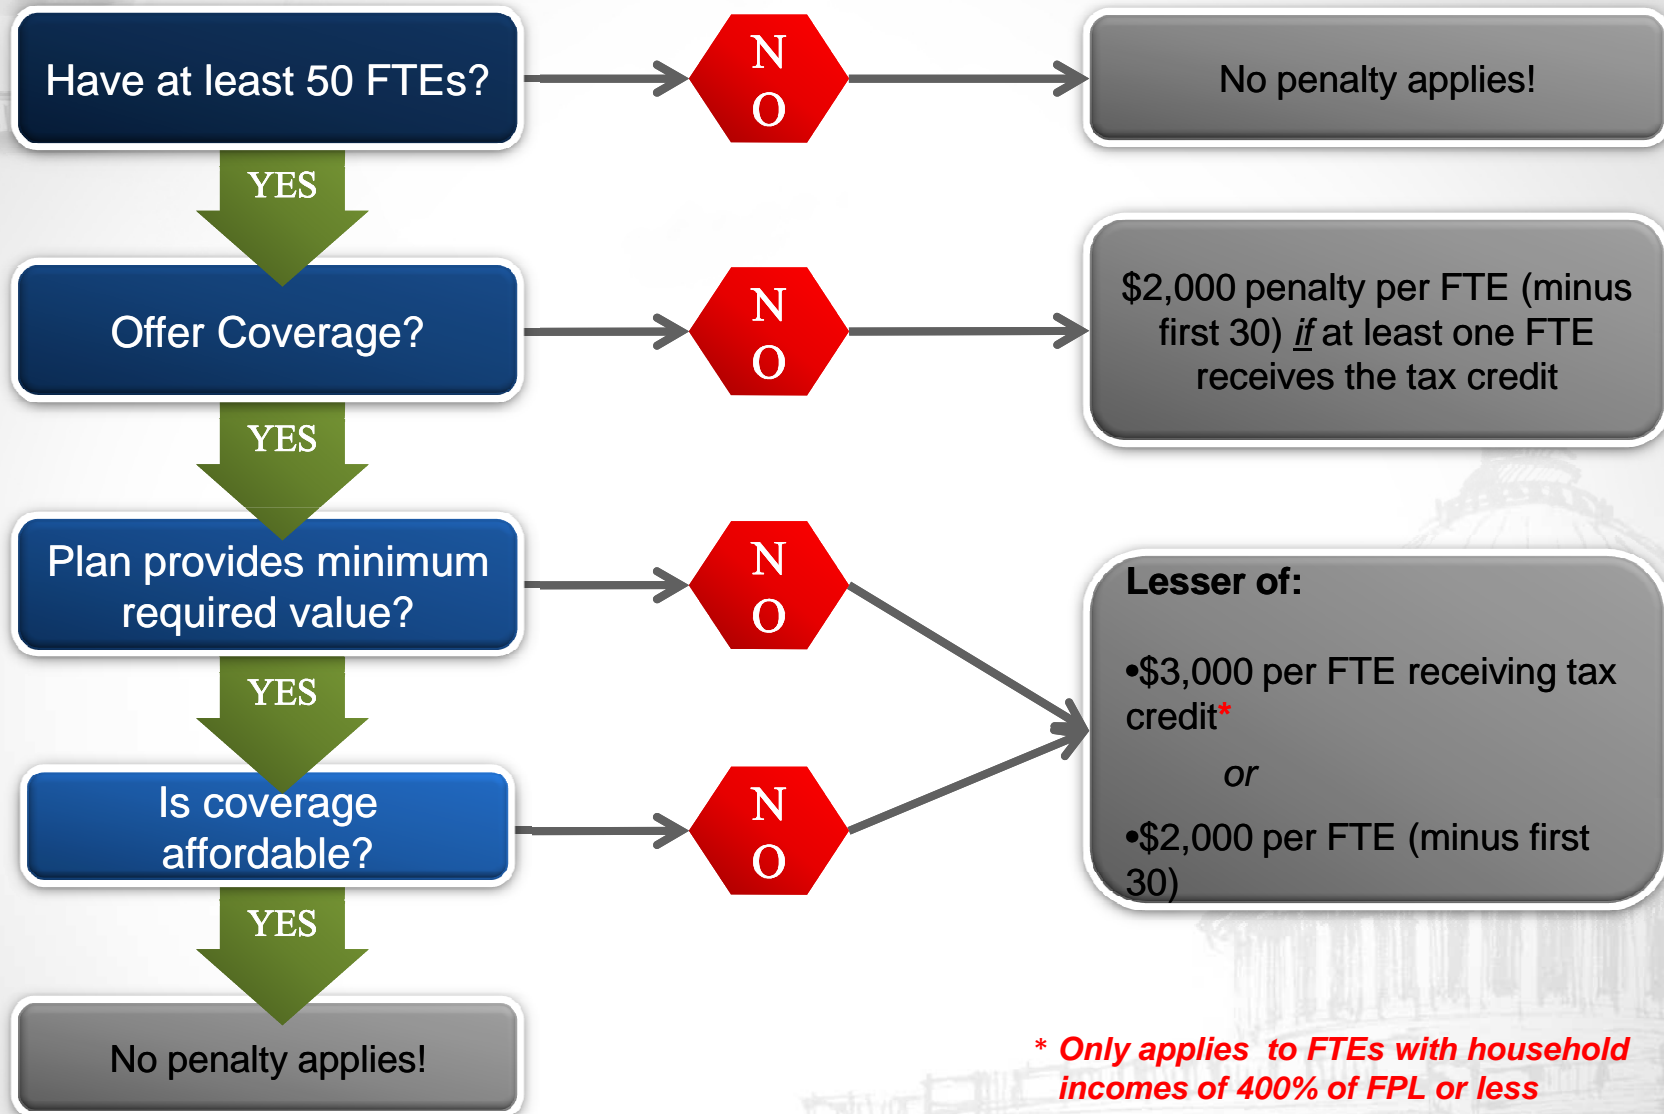 Have at least 50 FTEs?
N
O
No penalty applies!
YES
Offer Coverage?
N
O
$2,000 penalty per FTE (minus
first 30) if at least one FTE
receives the tax credit
YES
Plan provides minimum
required value?
N
O
Lesser of:
•$3,000 per FTE receiving tax
credit*
or
•$2,000 per FTE (minus first
30)
YES
Is coverage
affordable?
N
O
YES
No penalty applies!
* Only applies to FTEs with household
incomes of 400% of FPL or less